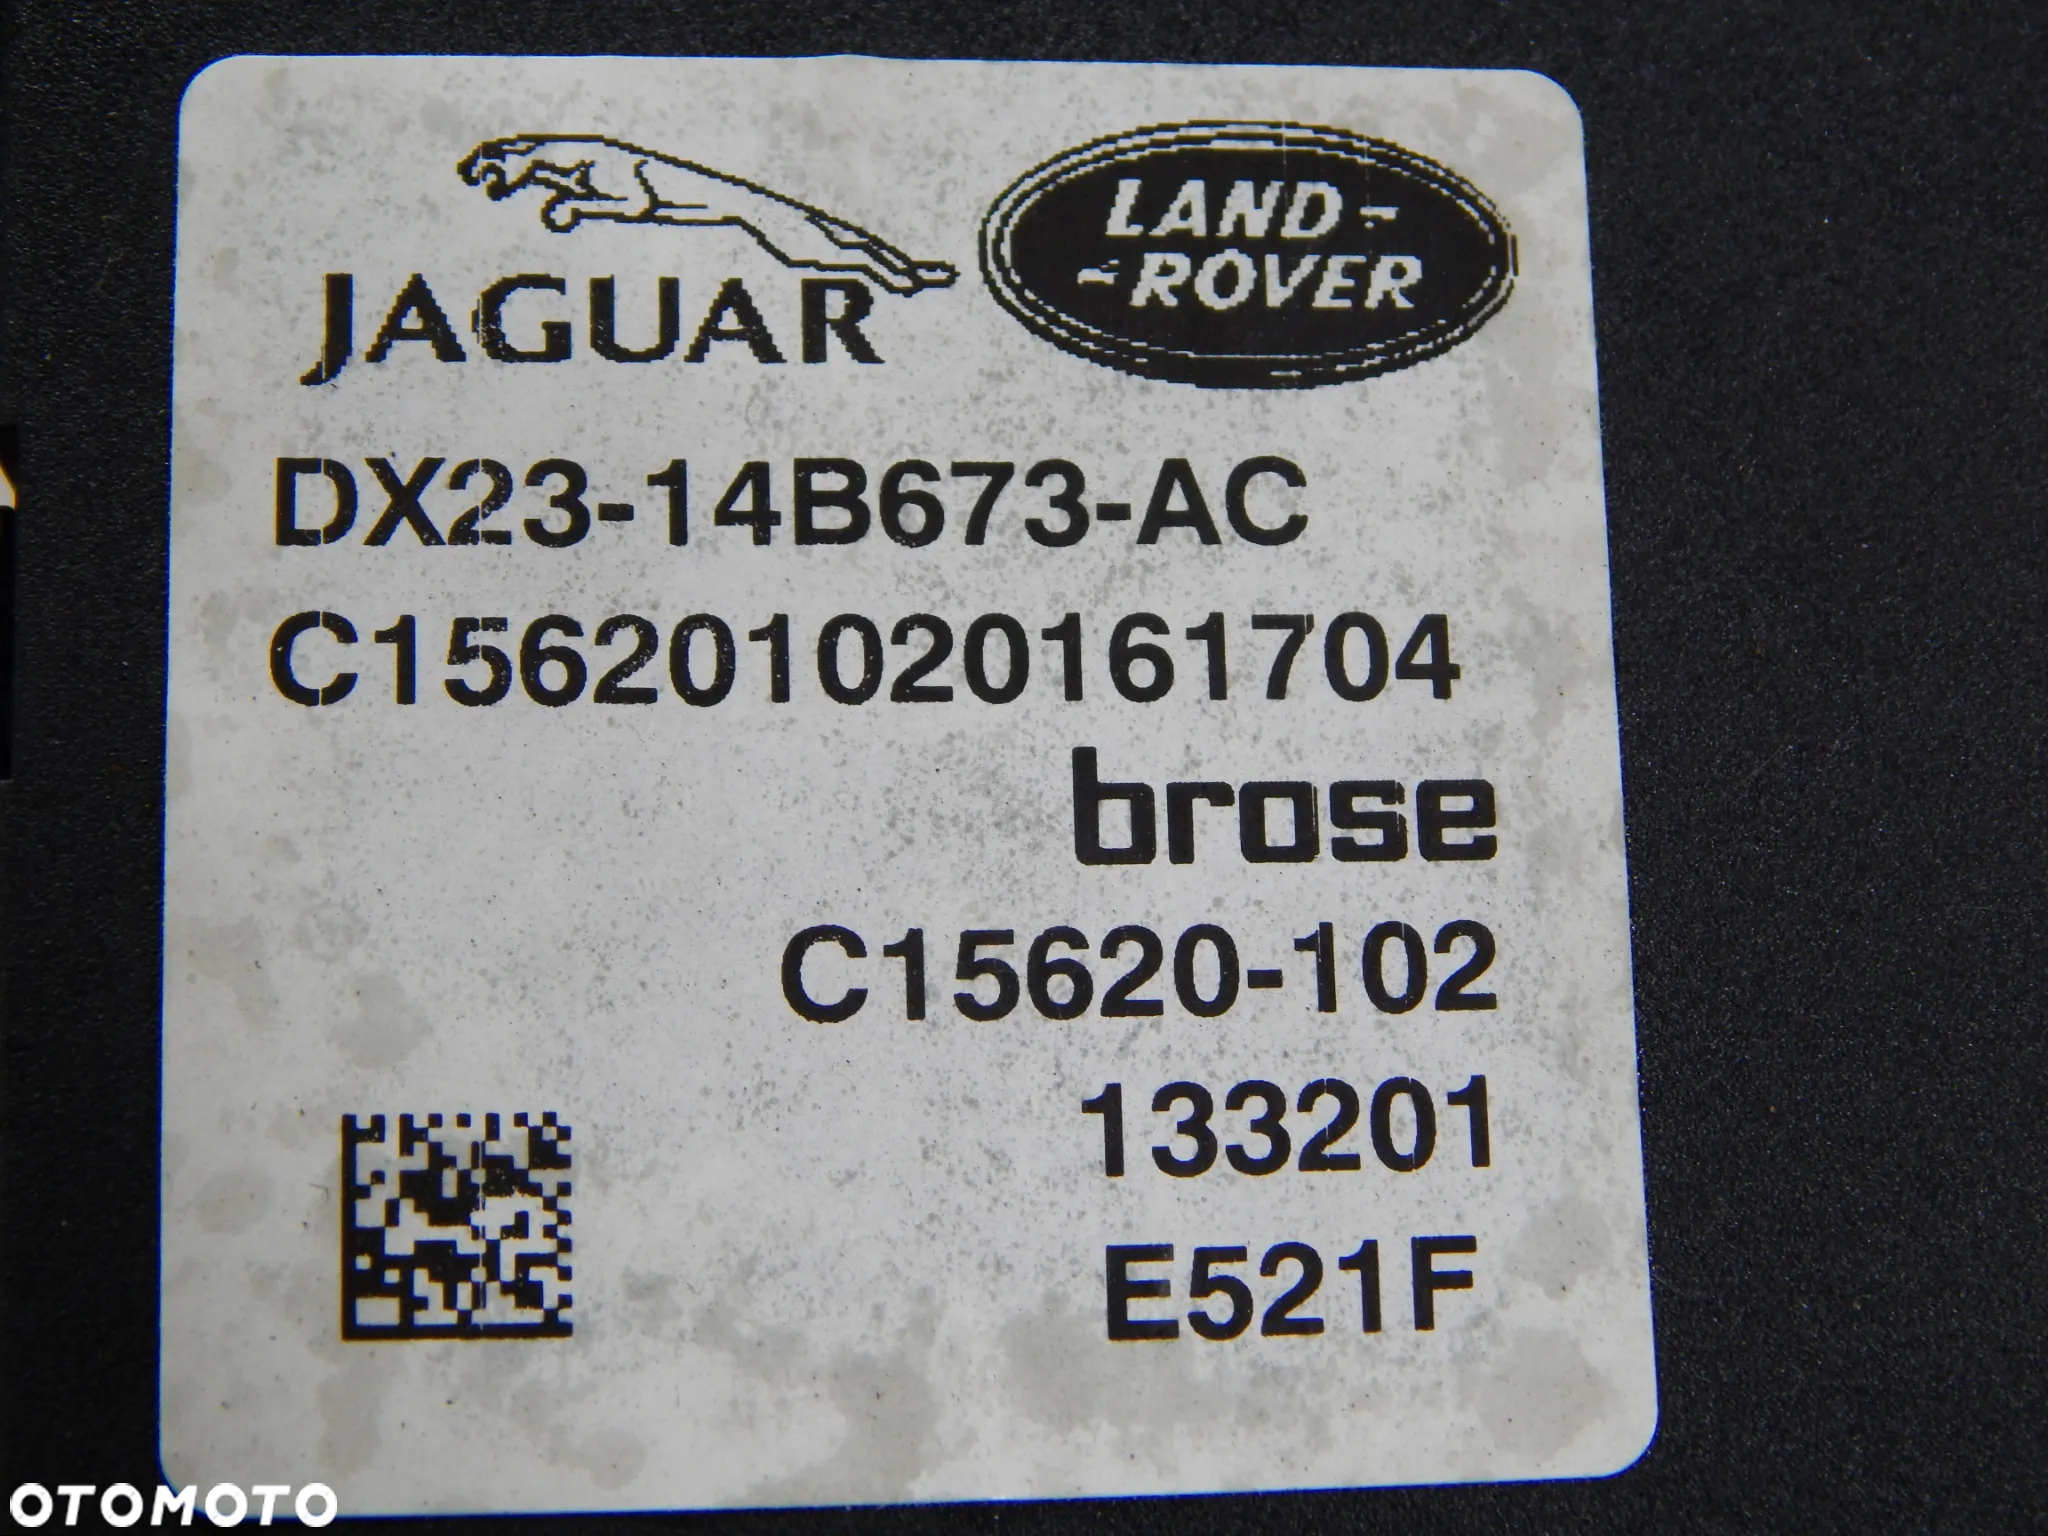 JAGUAR
LAND-
-ROVER
DX23-14B673-AC
C156201020161704
brose
C15620-102
133201
E521F
OTOMOTO